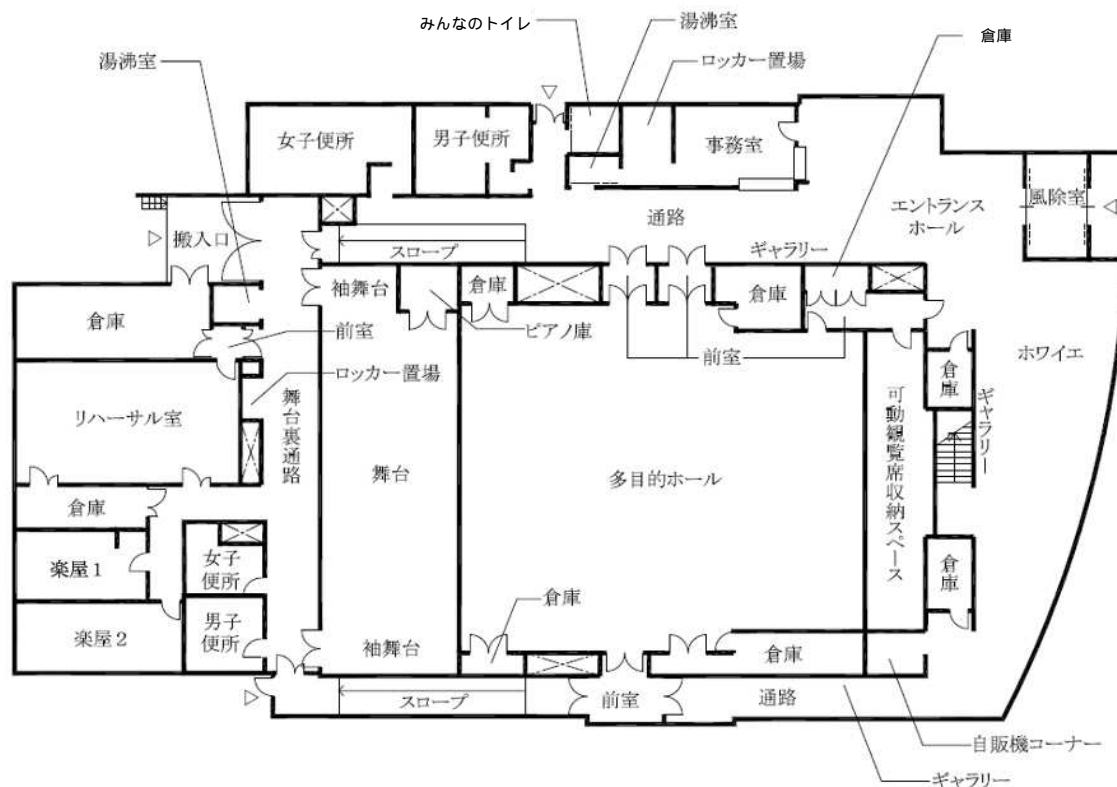 みんなのトイレ
湯沸室
倉庫
湯沸室
ロッカー置場
女子便所
男子便所
事務室
風除室
エントランス
ホール
通路
搬入口
スロープ
ギャラリー
袖舞台
倉庫
倉庫
倉庫
ピアノ庫
前室
前室
ホワイエ
ロッカー置場
倉庫
ギャラリー
リハーサル室
舞台裏通路
可動観覧席収納スペース
舞台
多目的ホール
倉庫
楽屋1
女子
便所
倉庫
倉庫
楽屋2
男子
便所
袖舞台
倉庫
スロープ
前室
通路
自販機コーナー
ギャラリー